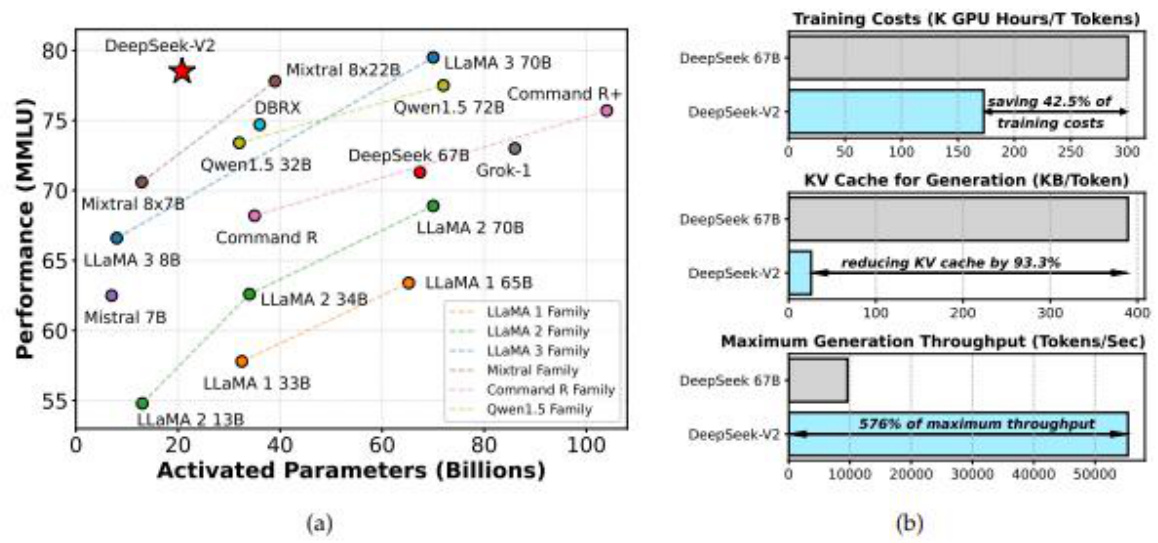 80
75
70
65
60
55
Performance (MMLU)
DeepSeek-V2
Mixtral 8x22B
LLaMA 3 70B
DBRX
Qwen1.5 72B
Command R+
Qwen1.5 32B
DeepSeek 67B
Grok-1
Mixtral 8x7B
Command R
LLaMA 2 70B
LLaMA 3 8B
LLaMA 1 65B
Mistral 7B
LLaMA 2 34B
LLaMA 1 33B
LLaMA 2 13B
LLaMA 1 Family
LLaMA 2 Family
LLaMA 3 Family
Mixtral Family
Command R Family
Qwen1.5 Family
0 20 40 60 80 100
Activated Parameters (Billions)
(a)
Training Costs (K GPU Hours/T Tokens)
DeepSeek 67B
DeepSeek-V2
saving 42.5% of
training costs
0 50 100 150 200 250 300
KV Cache for Generation (KB/Token)
DeepSeek 67B
DeepSeek-V2
reducing KV cache by 93.3%
0 100 200 300 400
Maximum Generation Throughput (Tokens/Sec)
DeepSeek 67B
DeepSeek-V2
576% of maximum throughput
0 10000 20000 30000 40000 50000
(b)